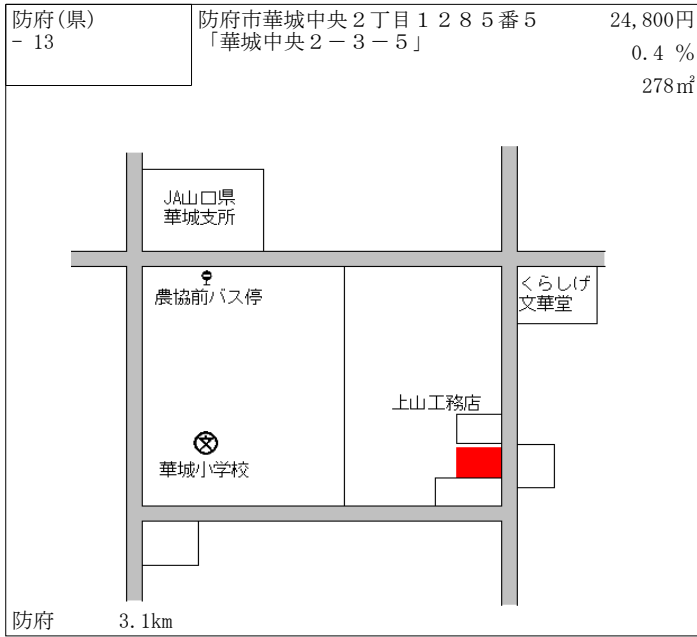 防府(県)
- 13
防府市華城中央２丁目１２８５番５
「華城中央２－３－５」
24,800円
0.4 %
278㎡
JA山口県
華城支所
農協前バス停
くらしげ
文華堂
上山工務店
文
華城小学校
防府 3.1km